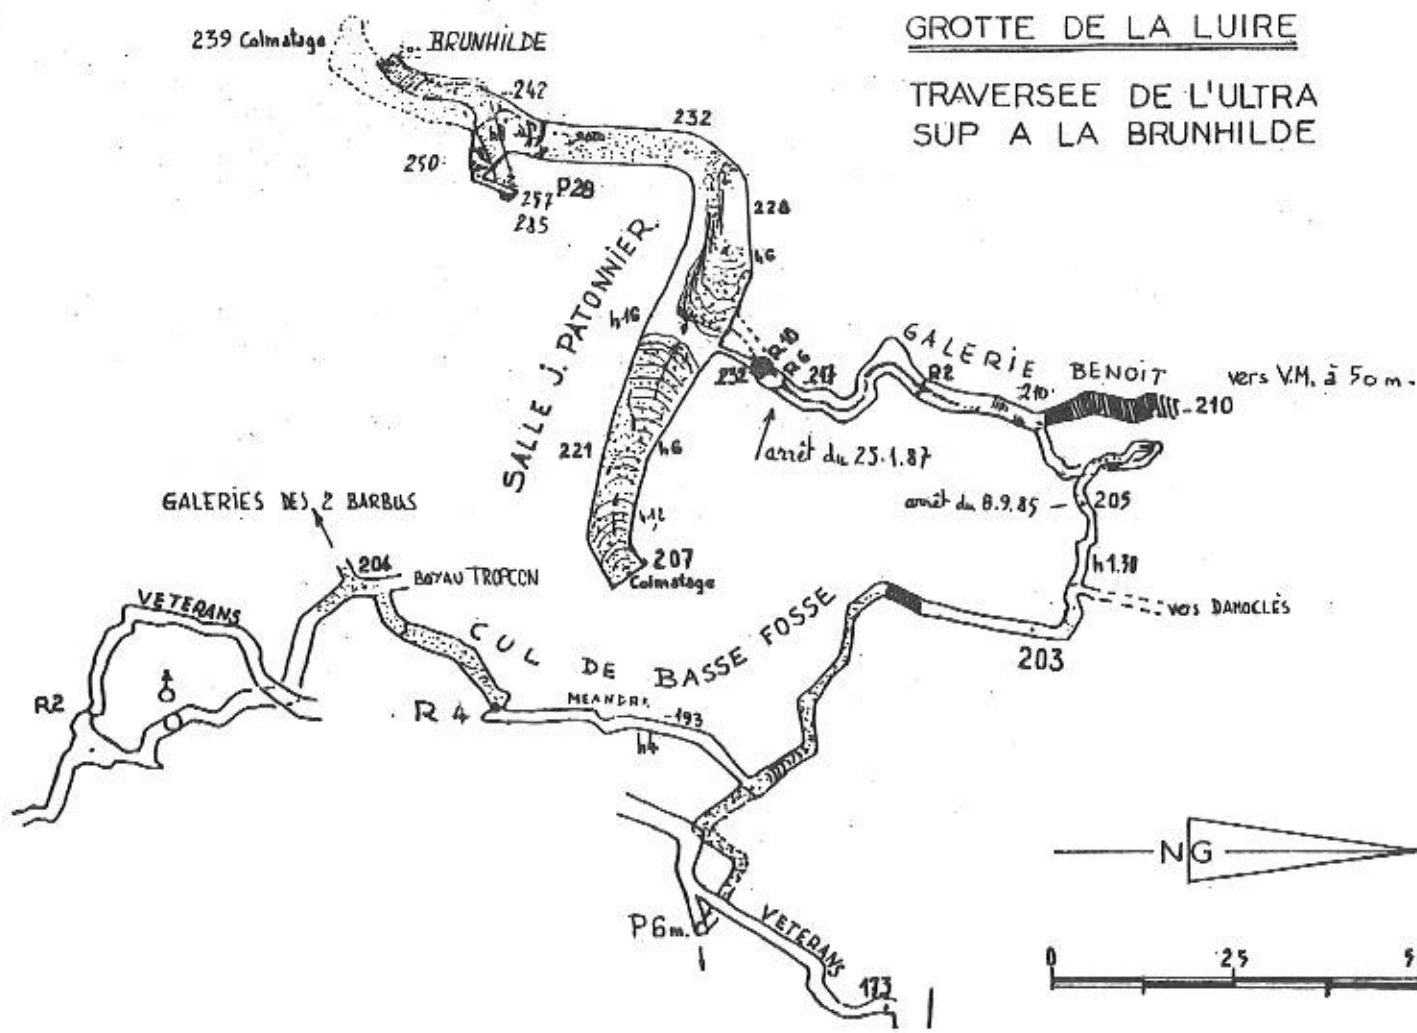 GROTTE DE LA LUIRE
TRAVERSEE DE L'ULTRA
SUP A LA BRUNHILDE
239 Colmatage
BRUNHILDE
-242
232
250
P28
257
285
228
h6
SALLE J. PATONNIER
h16
R10
R6
232
-217
GALERIE BENOIT
R2
-210
vers V.M. à 50 m.
-210
221
h6
arrêt du 25.1.87
arrêt du 8.9.85
205
h12
207
Colmatage
h1.30
vers DAMOCLÈS
203
GALERIES DES 2 BARBUS
204
BOYAU TROPCON
VETERANS
R2
CUL DE BASSE FOSSE
R4
MEANDRE
-193
h4
P6m.
VETERANS
173
NG
0 25 5